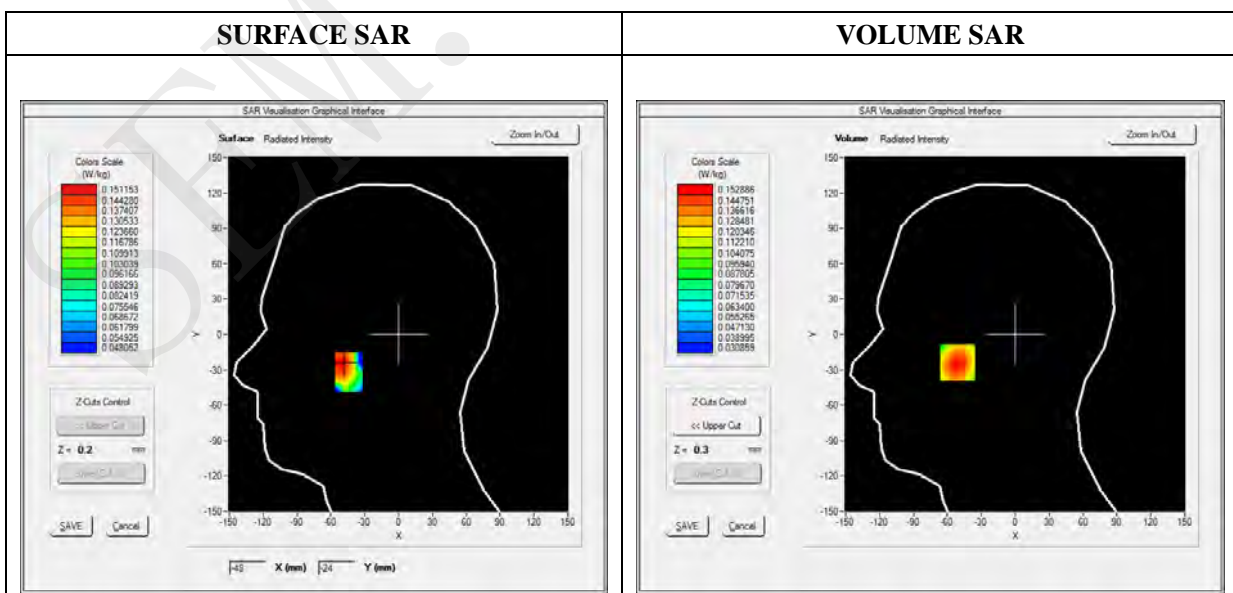 SURFACE SAR
VOLUME SAR
SAR Visualisation Graphical Interface
Surface Radiated Intensity
Zoom In/Out
Colors Scale
(W/kg)
0.151153
0.144280
0.137407
0.130533
0.123660
0.116786
0.109913
0.103039
0.096166
0.089293
0.082419
0.075546
0.068672
0.061799
0.054925
0.048052
150
120
90
60
30
0
-30
-60
-90
-120
-150
Y
-150 -120 -90 -60 -30 0 30 60 90 120 150
X
Z-Cuts Control
<< Upper Cut
Z = 0.2 mm
SAVE Cancel
-48 X (mm) -24 Y (mm)
SAR Visualisation Graphical Interface
Volume Radiated Intensity
Zoom In/Out
Colors Scale
(W/kg)
0.152886
0.144751
0.136616
0.128481
0.120346
0.112210
0.104075
0.095940
0.087805
0.079670
0.071535
0.063400
0.055265
0.047130
0.038995
0.030859
150
120
90
60
30
0
-30
-60
-90
-120
-150
Y
-150 -120 -90 -60 -30 0 30 60 90 120 150
X
Z-Cuts Control
<< Upper Cut
Z = 0.3 mm
SAVE Cancel
SEM.